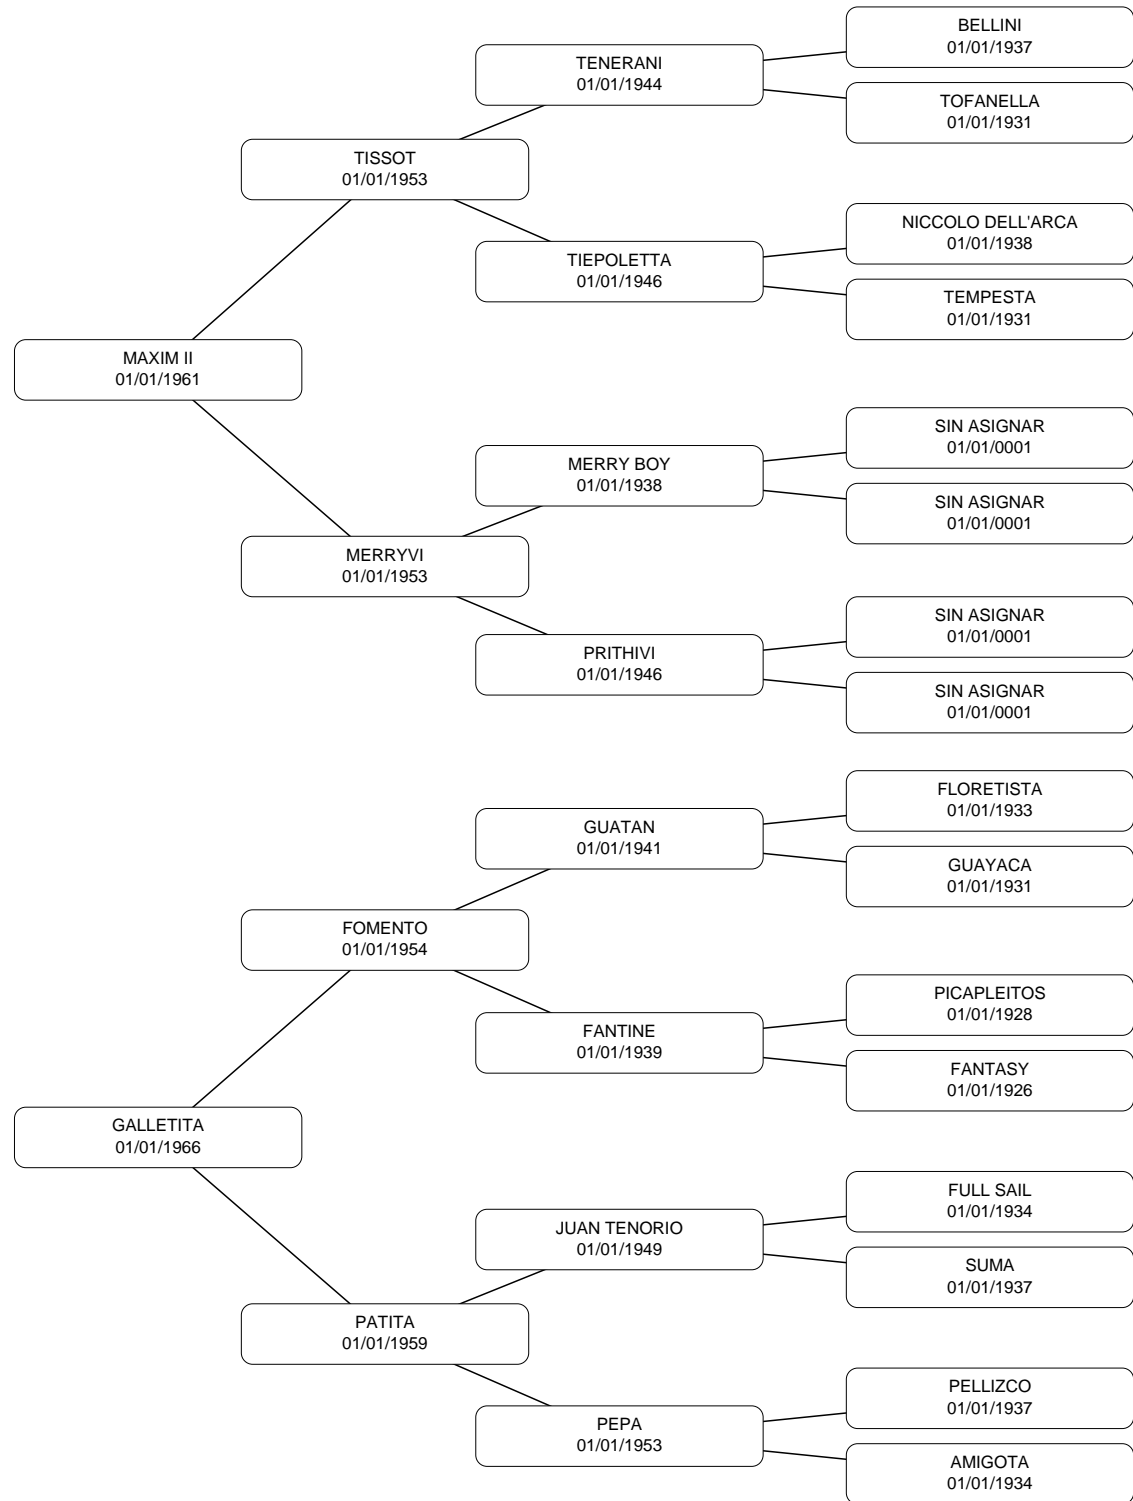 BELLINI
01/01/1937
TENERANI
01/01/1944
TOFANELLA
01/01/1931
TISSOT
01/01/1953
NICCOLO DELL'ARCA
01/01/1938
TIEPOLETTA
01/01/1946
TEMPESTA
01/01/1931
MAXIM II
01/01/1961
SIN ASIGNAR
01/01/0001
MERRY BOY
01/01/1938
SIN ASIGNAR
01/01/0001
MERRYVI
01/01/1953
SIN ASIGNAR
01/01/0001
PRITHIVI
01/01/1946
SIN ASIGNAR
01/01/0001
FLORETISTA
01/01/1933
GUATAN
01/01/1941
GUAYACA
01/01/1931
FOMENTO
01/01/1954
PICAPLEITOS
01/01/1928
FANTINE
01/01/1939
FANTASY
01/01/1926
GALLETITA
01/01/1966
FULL SAIL
01/01/1934
JUAN TENORIO
01/01/1949
SUMA
01/01/1937
PATITA
01/01/1959
PELLIZCO
01/01/1937
PEPA
01/01/1953
AMIGOTA
01/01/1934